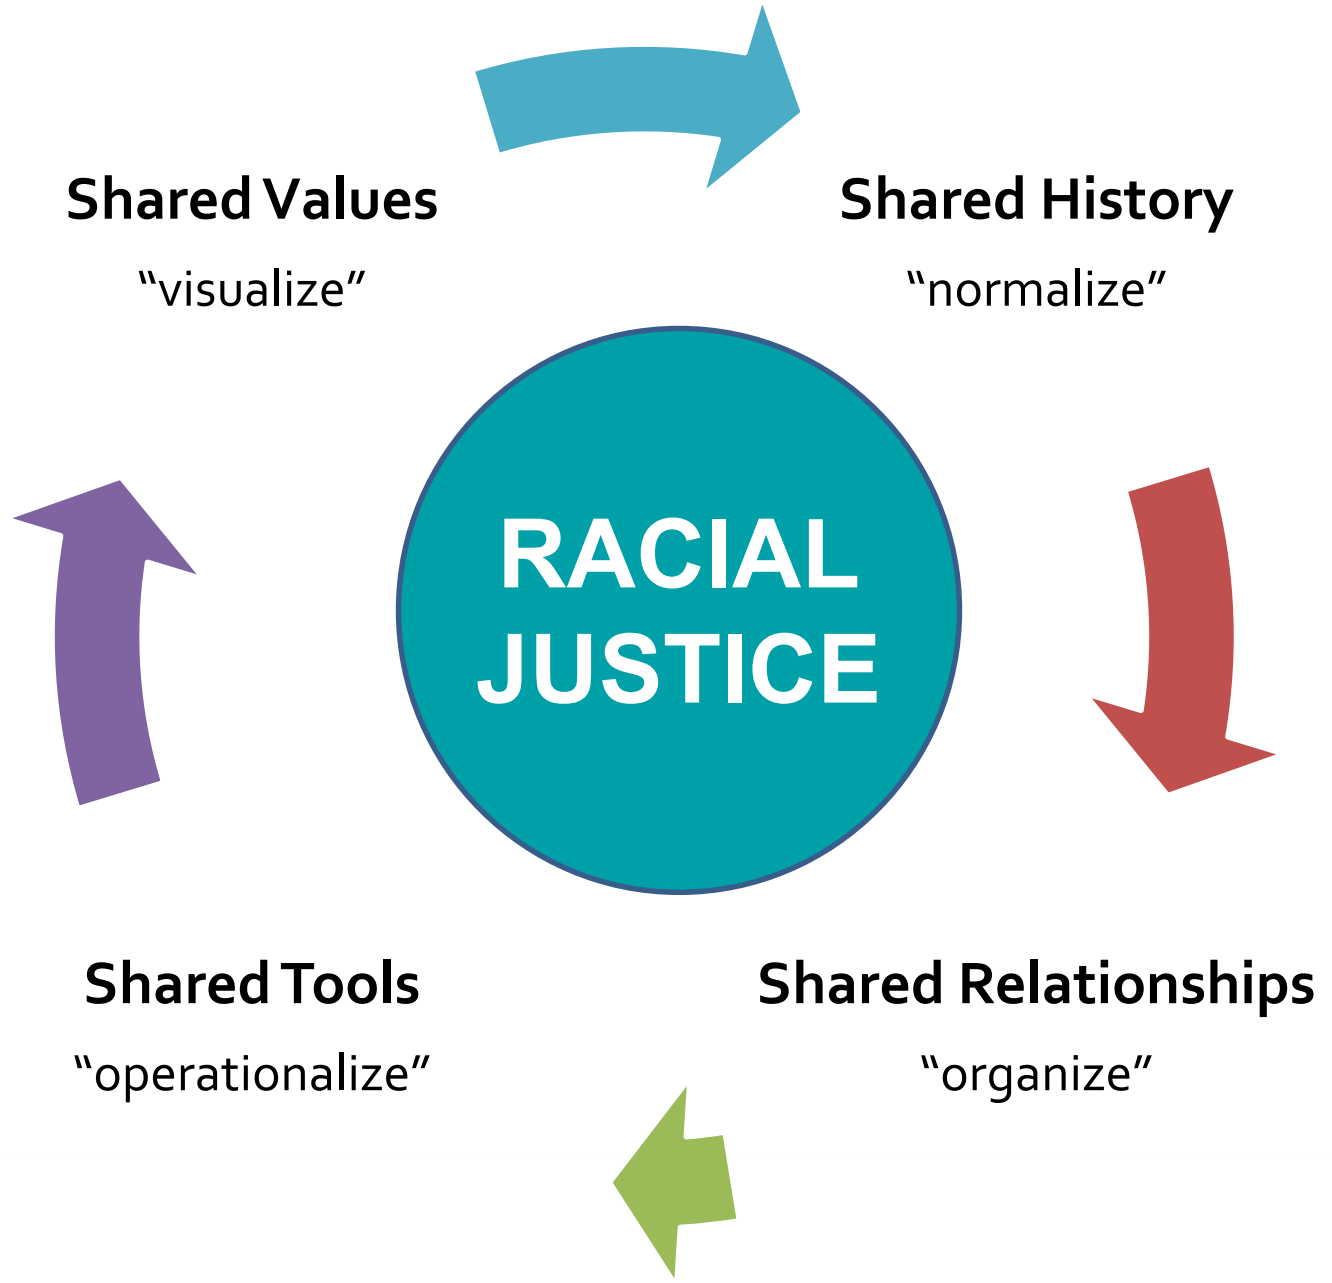 Shared Values
“visualize”
Shared History
“normalize”
RACIAL
JUSTICE
Shared Tools
“operationalize”
Shared Relationships
“organize”